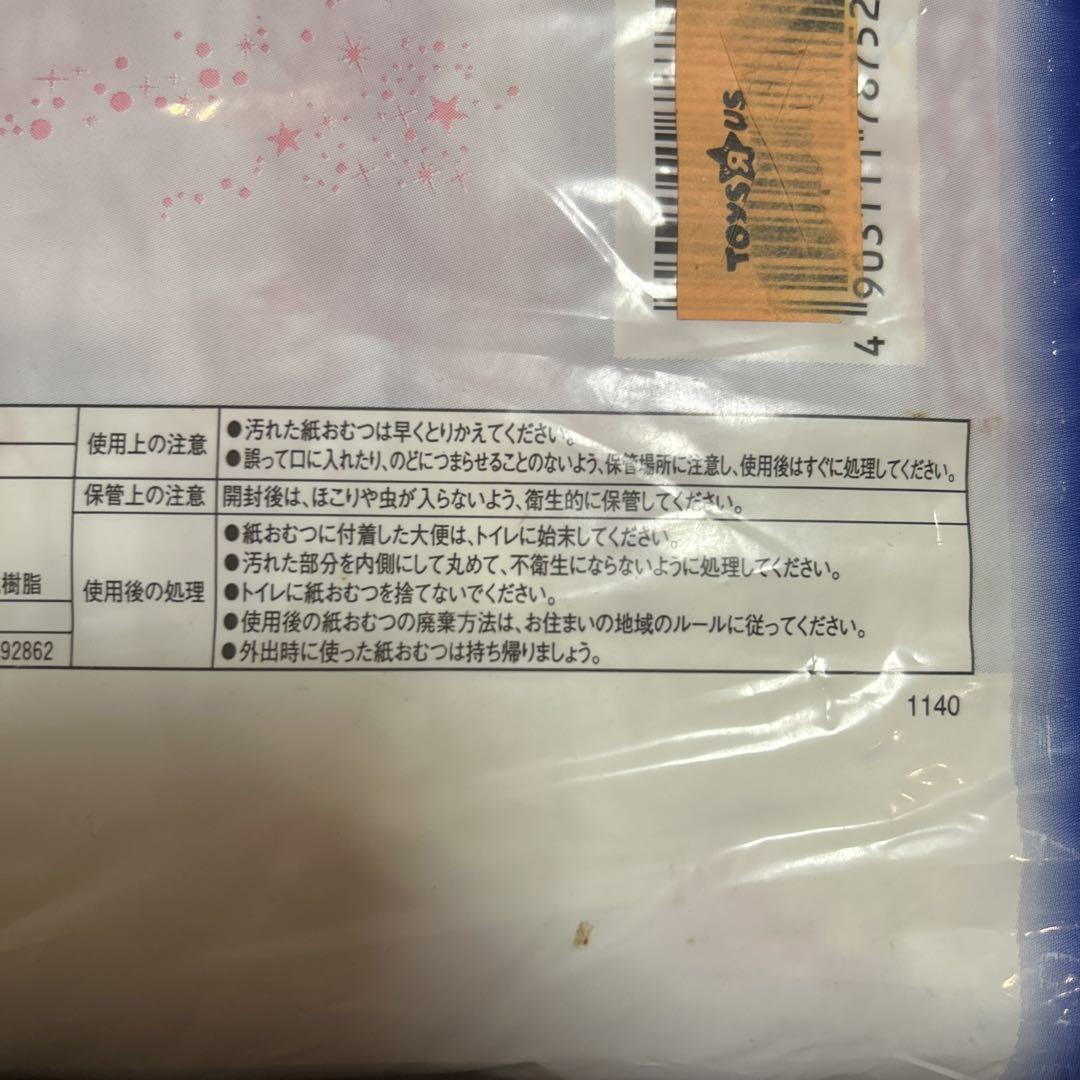 TOYSЯUS
4 903111 78752
使用上の注意
●汚れた紙おむつは早くとりかえてください。
●誤って口に入れたり、のどにつまらせることのないよう、保管場所に注意し、使用後はすぐに処理してください。
保管上の注意
開封後は、ほこりや虫が入らないよう、衛生的に保管してください。
樹脂
92862
使用後の処理
●紙おむつに付着した大便は、トイレに始末してください。
●汚れた部分を内側にして丸めて、不衛生にならないように処理してください。
●トイレに紙おむつを捨てないでください。
●使用後の紙おむつの廃棄方法は、お住まいの地域のルールに従ってください。
●外出時に使った紙おむつは持ち帰りましょう。
1140